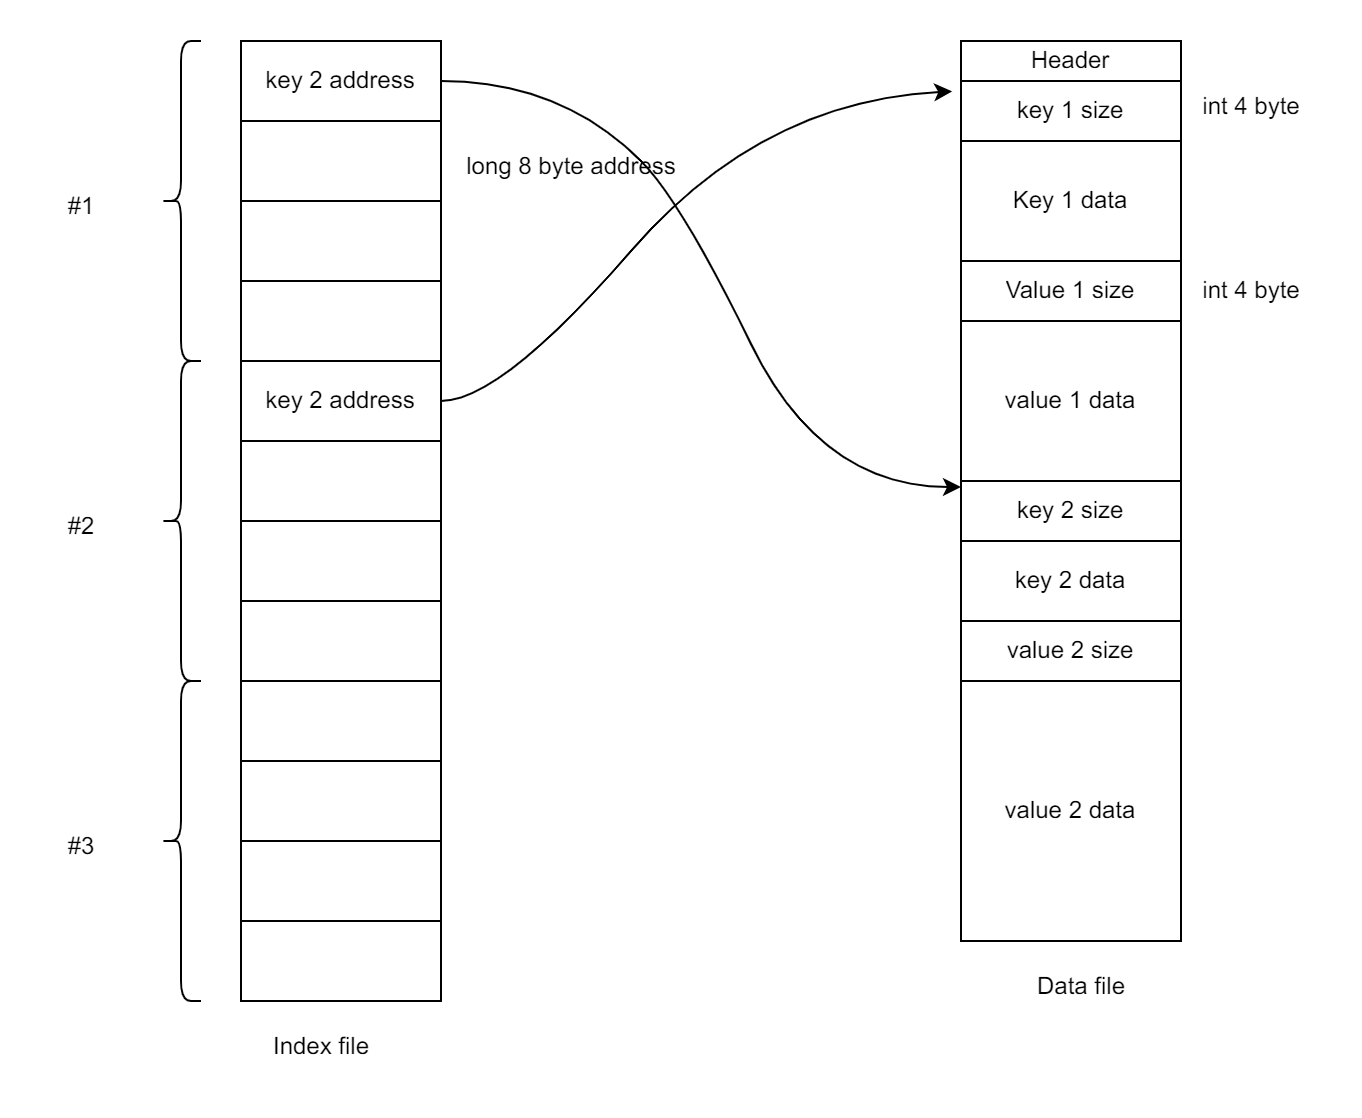 key 2 address
long 8 byte address
#1
key 2 address
#2
#3
Index file
Header
key 1 size
int 4 byte
Key 1 data
Value 1 size
int 4 byte
value 1 data
key 2 size
key 2 data
value 2 size
value 2 data
Data file